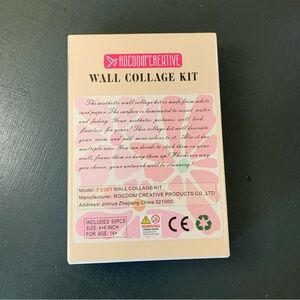 ROCDOM CREATIVE
WALL COLLAGE KIT
The aesthetic wall collage kit is made from white
card paper. The surface is laminated to resist water
and fading. Your aesthetic pictures will look
flawless for years! This collage kit will decorate
your room and add more colors to it. Also it has
multiple uses. You can decide to stick them on your
wall, frame them or keep them up! Whichever way
you choose, your aesthetic wall will be
stunning.
Model: FS001 WALL COLLAGE KIT
Manufacturer: ROCDOM CREATIVE PRODUCTS CO., LTD
Address: Jinhua Zhejiang China 321000
INCLUDES 50PCS
SIZE: 4×6 INCH
FOR AGE: 14+
WARNING
CE